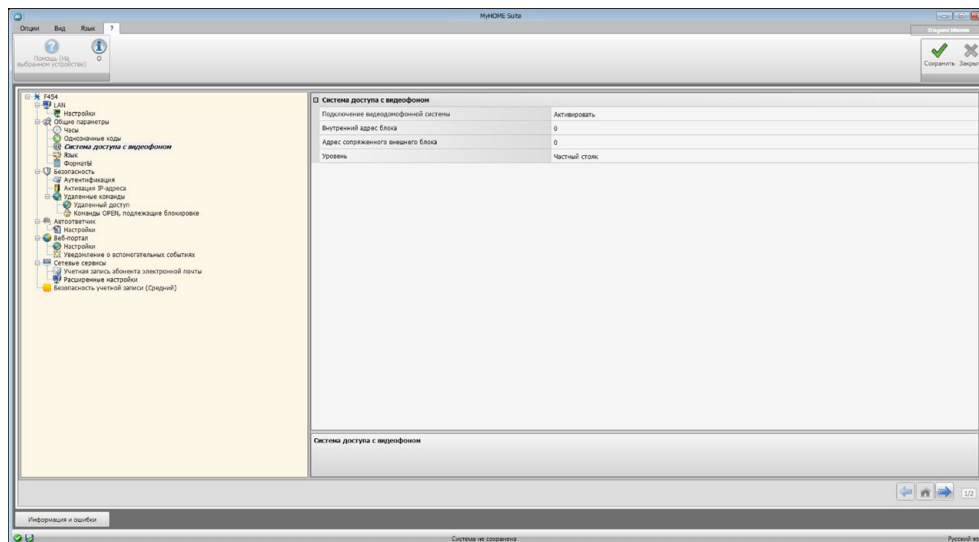 MyHOME Suite
Опции Вид Язык ?
Помощь (На выбранном устройстве)
О
Сохранить Закрыт
F454
LAN
Настройки
Общие параметры
Часы
Однозначные коды
Система доступа с видеофоном
Язык
Форматы
Безопасность
Аутентификация
Активация IP-адреса
Удаленные команды
Удаленный доступ
Команды OPEN, подлежащие блокировке
Автоответчик
Настройки
Веб-портал
Настройки
Уведомление о вспомогательных событиях
Сетевые сервисы
Учетная запись абонента электронной почты
Расширенные настройки
Безопасность учетной записи (Средний)
Система доступа с видеофоном
Подключение видеодомофонной системы Активировать
Внутренний адрес блока 0
Адрес сопряженного внешнего блока 0
Уровень Частный стояк
Система доступа с видеофоном
1/2
Информация и ошибки
Система не сохранена
Русский яз